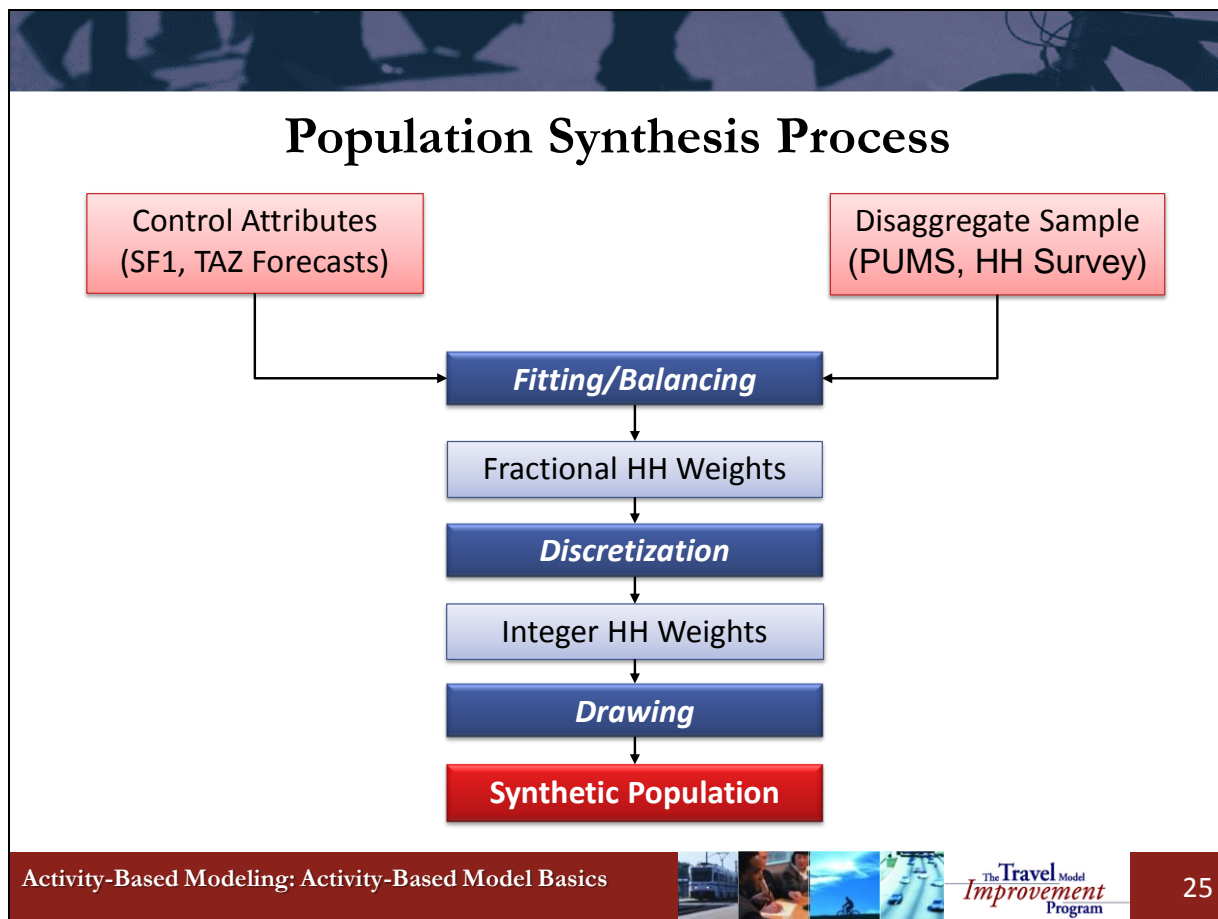 Population Synthesis Process
Control Attributes
(SF1, TAZ Forecasts)
Disaggregate Sample
(PUMS, HH Survey)
Fitting/Balancing
Fractional HH Weights
Discretization
Integer HH Weights
Drawing
Synthetic Population
Activity-Based Modeling: Activity-Based Model Basics
The Travel Model
Improvement
Program
25